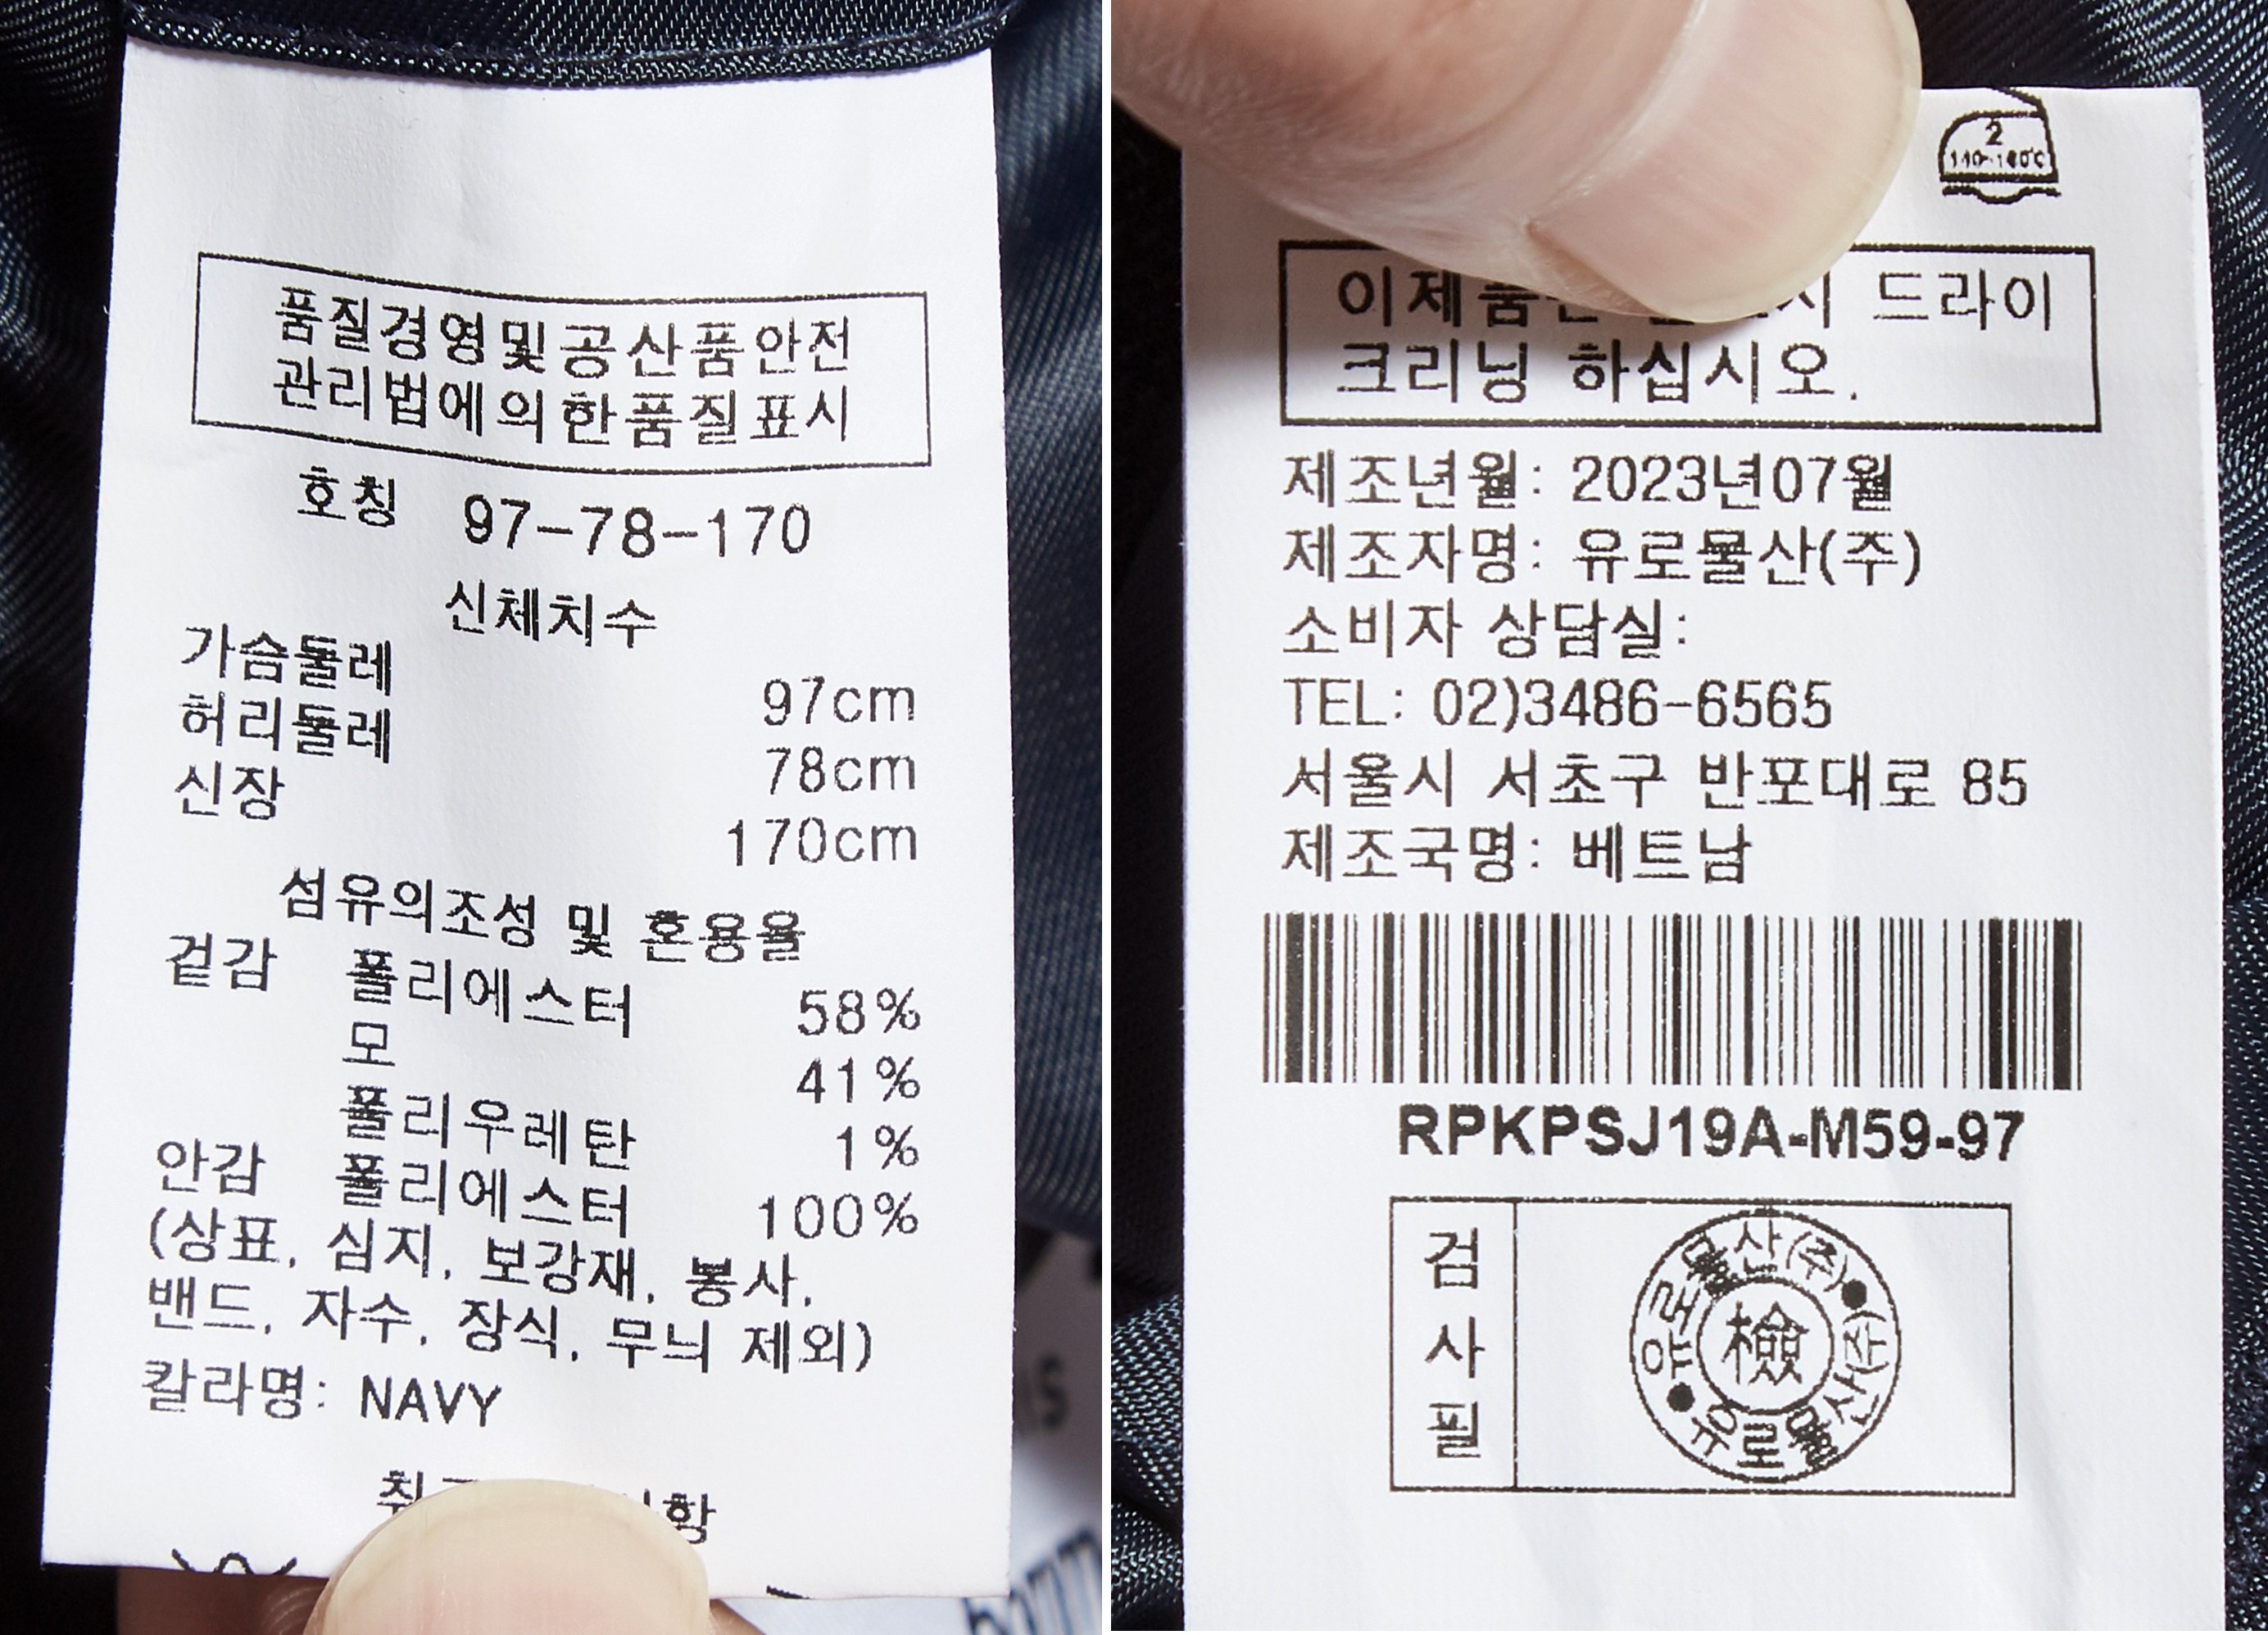 품질경영및공산품안전
관리법에의한품질표시
호칭 97-78-170
신체치수
가슴둘레 97cm
허리둘레 78cm
신장 170cm
섬유의조성 및 혼용율
겉감 폴리에스터 58%
모 41%
폴리우레탄 1%
안감 폴리에스터 100%
(상표, 심지, 보강재, 봉사,
밴드, 자수, 장식, 무늬 제외)
칼라명: NAVY
2
140~160℃
이제품은 드라이
크리닝 하십시오.
제조년월: 2023년07월
제조자명: 유로물산(주)
소비자 상담실:
TEL: 02)3486-6565
서울시 서초구 반포대로 85
제조국명: 베트남
RPKPSJ19A-M59-97
검사필
유로물산(주)
檢
유로물산(주)